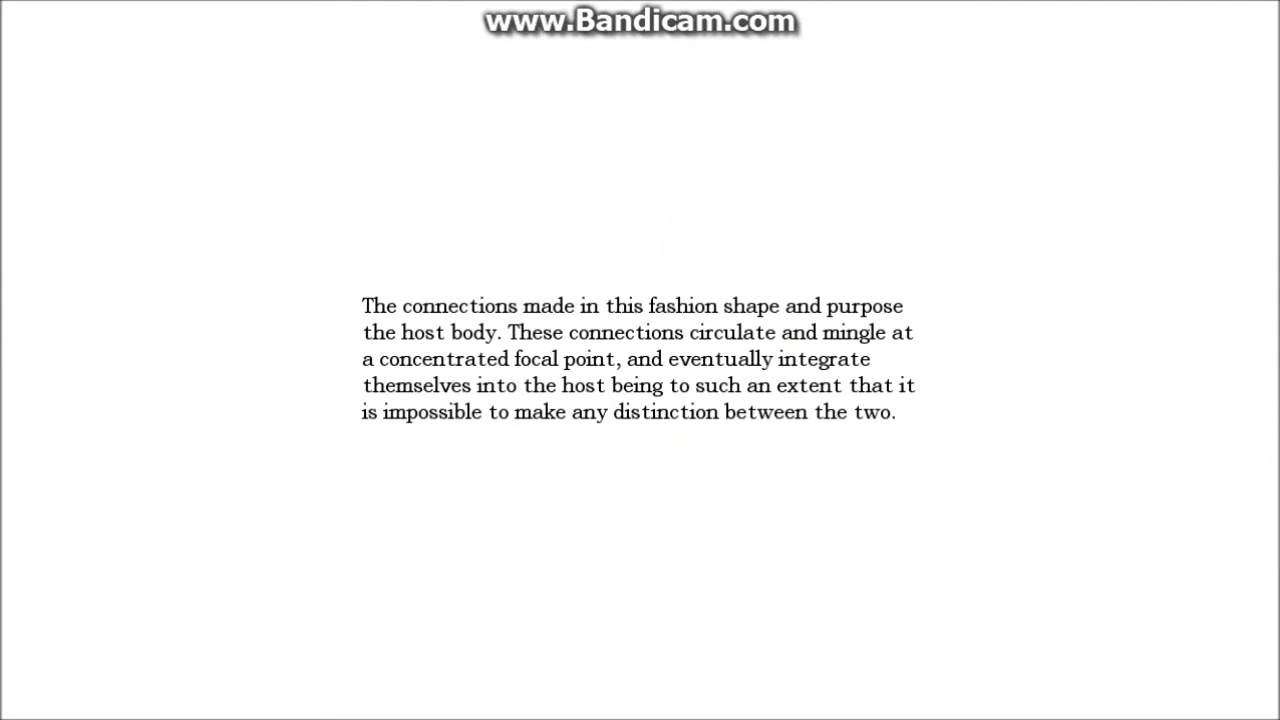 www.Bandicam.com
The connections made in this fashion shape and purpose
the host body. These connections circulate and mingle at
a concentrated focal point, and eventually integrate
themselves into the host being to such an extent that it
is impossible to make any distinction between the two.